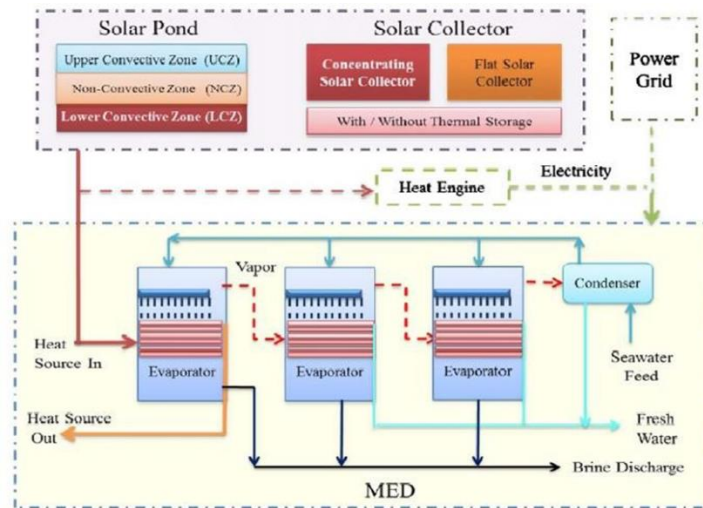 Solar Pond
Upper Convective Zone (UCZ)
Non-Convective Zone (NCZ)
Lower Convective Zone (LCZ)
Solar Collector
Concentrating
Solar Collector
Flat Solar
Collector
With / Without Thermal Storage
Power
Grid
Heat Engine
Electricity
Vapor
Condenser
Heat
Source In
Evaporator
Evaporator
Evaporator
Seawater
Feed
Heat Source
Out
Fresh
Water
Brine Discharge
MED